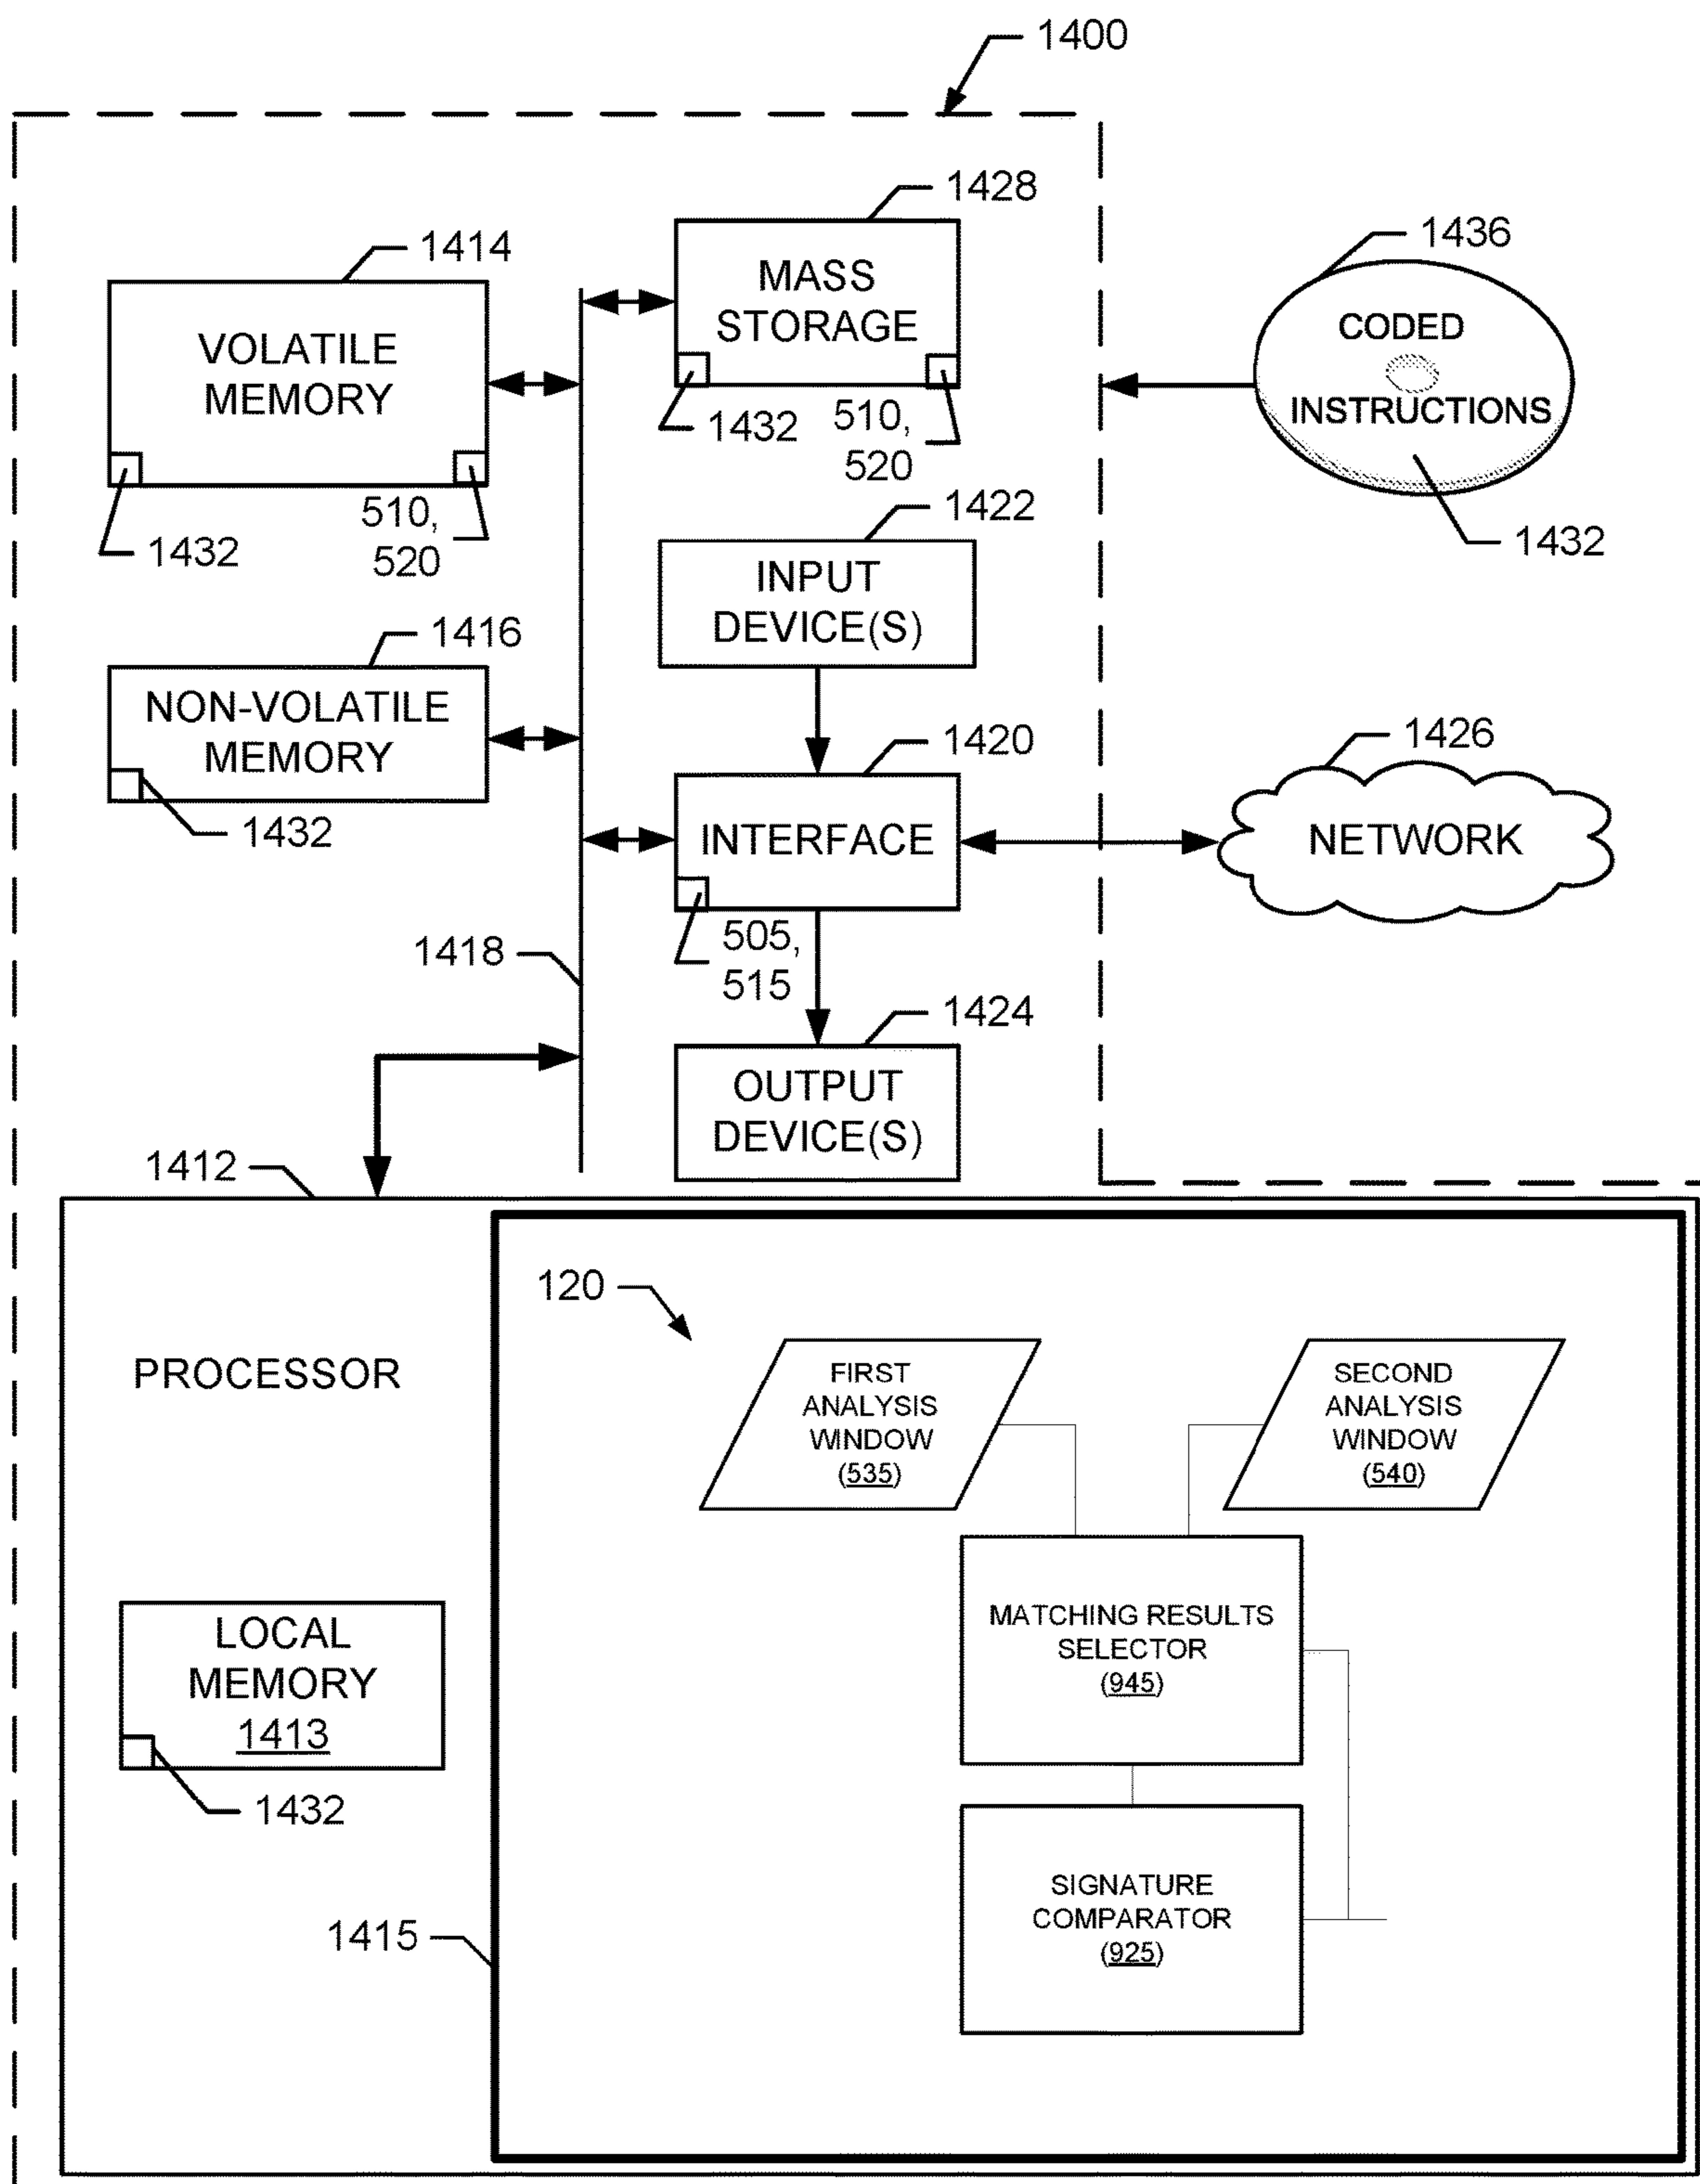 1400
1428
1414
1436
MASS
STORAGE
VOLATILE
MEMORY
CODED
INSTRUCTIONS
1432
510,
520
1432
510,
520
1432
1422
INPUT
DEVICE(S)
1416
NON-VOLATILE
MEMORY
1432
1420
1426
INTERFACE
NETWORK
505,
515
1418
1424
OUTPUT
DEVICE(S)
1412
120
PROCESSOR
FIRST
ANALYSIS
WINDOW
(535)
SECOND
ANALYSIS
WINDOW
(540)
MATCHING RESULTS
SELECTOR
(945)
LOCAL
MEMORY
1413
1432
SIGNATURE
COMPARATOR
(925)
1415